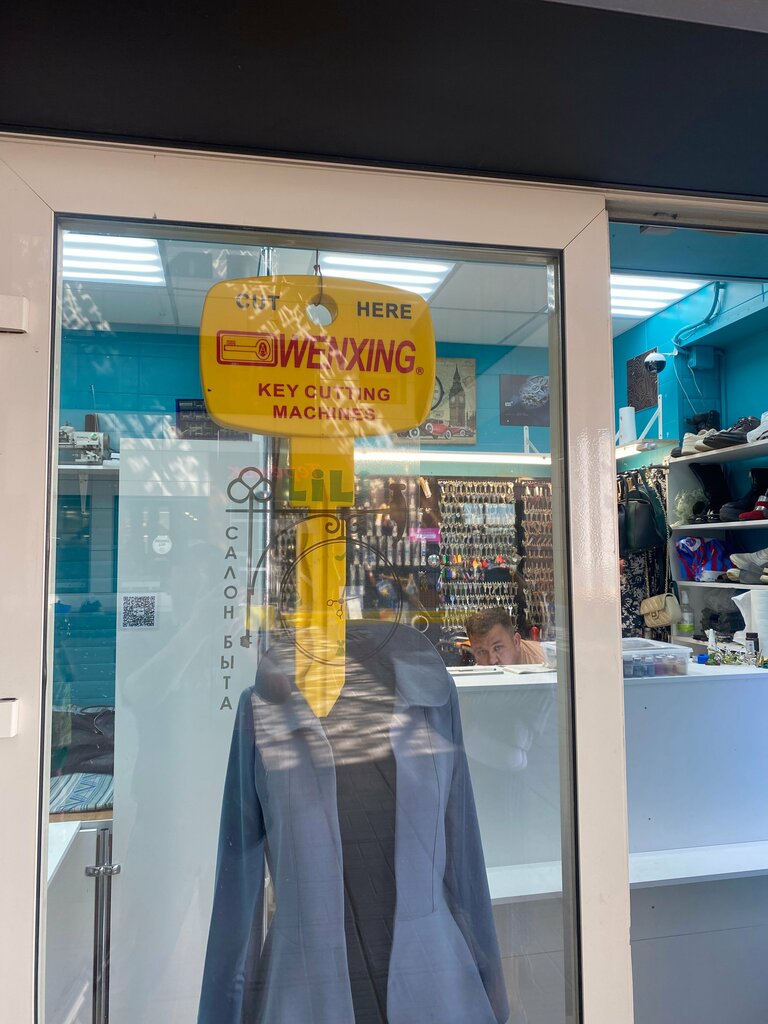 CUT HERE
WENXING®
KEY CUTTING
MACHINES
LiL
САЛОН БЫТА